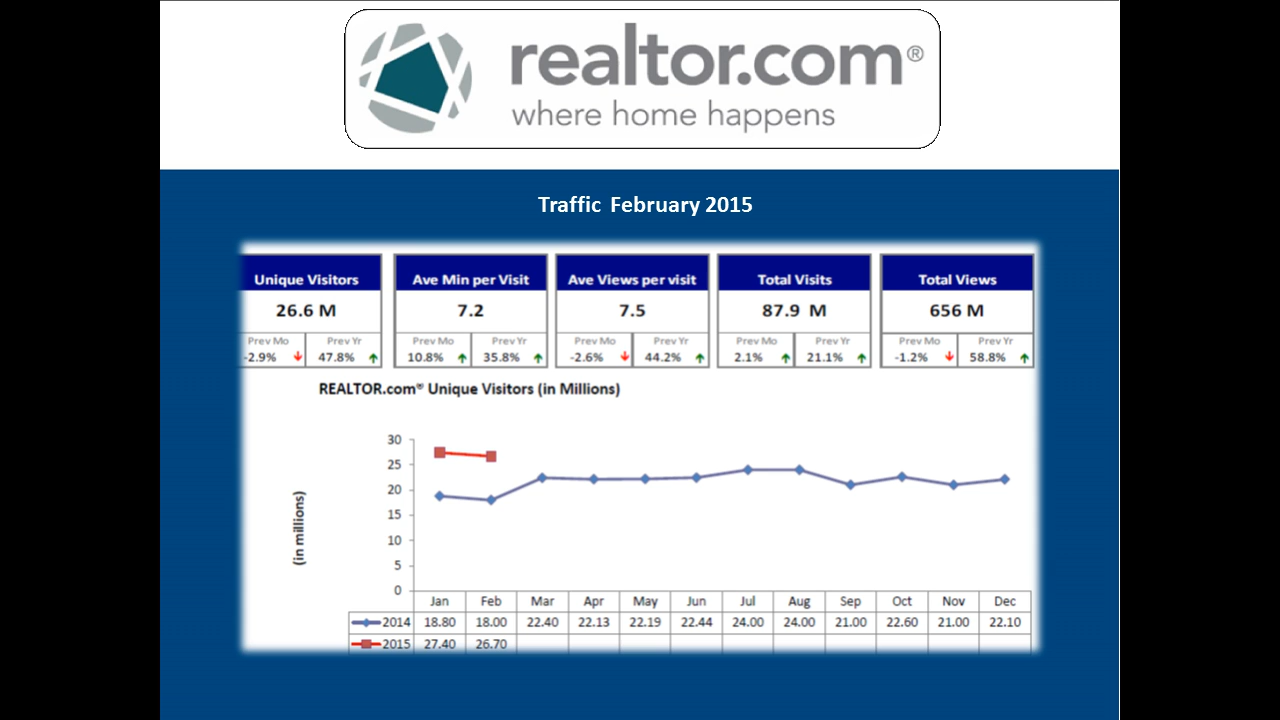 realtor.com®
where home happens
Traffic February 2015
Unique Visitors Ave Min per Visit Ave Views per visit Total Visits Total Views
26.6 M 7.2 7.5 87.9 M 656 M
Prev Mo Prev Yr Prev Mo Prev Yr Prev Mo Prev Yr Prev Mo Prev Yr Prev Mo Prev Yr
-2.9% 47.8% 10.8% 35.8% -2.6% 44.2% 2.1% 21.1% -1.2% 58.8%
REALTOR.com® Unique Visitors (in Millions)
(in millions)
30
25
20
15
10
5
0
Jan Feb Mar Apr May Jun Jul Aug Sep Oct Nov Dec
2014 18.80 18.00 22.40 22.13 22.19 22.44 24.00 24.00 21.00 22.60 21.00 22.10
2015 27.40 26.70